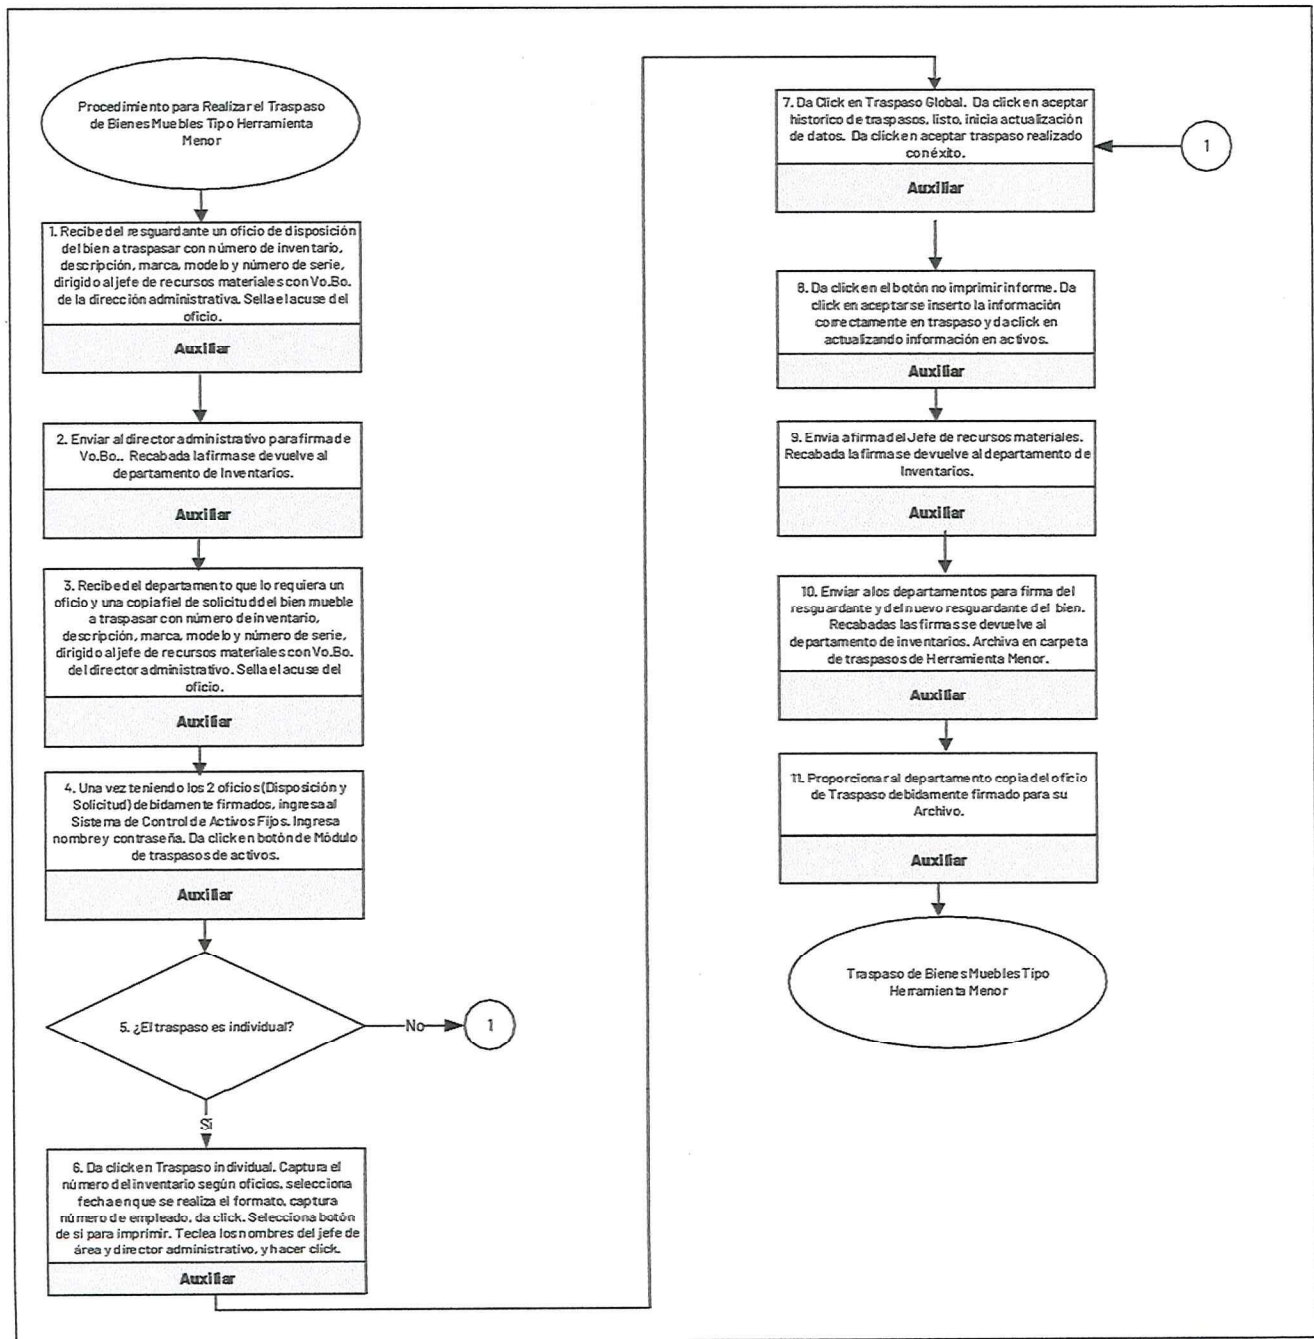 Procedimiento para Realizar el Traspaso
de Bienes Muebles Tipo Herramienta
Menor
1. Recibe del resguardante un oficio de disposición
del bien a traspasar con número de inventario,
descripción, marca, modelo y número de serie,
dirigido al jefe de recursos materiales con Vo.Bo.
de la dirección administrativa. Sella el acuse del
oficio.
Auxiliar
2. Enviar al director administrativo para firma de
Vo.Bo.. Recabada la firma se devuelve al
departamento de Inventarios.
Auxiliar
3. Recibe del departamento que lo requiera un
oficio y una copia fiel de solicitud del bien mueble
a traspasar con número de inventario,
descripción, marca, modelo y número de serie,
dirigido al jefe de recursos materiales con Vo.Bo.
del director administrativo. Sella el acuse del
oficio.
Auxiliar
4. Una vez teniendo los 2 oficios (Disposición y
Solicitud) debidamente firmados, ingresa al
Sistema de Control de Activos Fijos. Ingresa
nombre y contraseña. Da click en botón de Módulo
de traspasos de activos.
Auxiliar
5. ¿El traspaso es individual?
No
1
Si
6. Da click en Traspaso individual. Captura el
número del inventario según oficios, selecciona
fecha en que se realiza el formato, captura
número de empleado, da click. Selecciona botón
de si para imprimir. Teclea los nombres del jefe de
área y director administrativo, y hacer click.
Auxiliar
7. Da Click en Traspaso Global. Da click en aceptar
historico de traspasos, listo, inicia actualización
de datos. Da click en aceptar traspaso realizado
con éxito.
Auxiliar
1
8. Da click en el botón no imprimir informe. Da
click en aceptar se inserto la información
correctamente en traspaso y da click en
actualizando información en activos.
Auxiliar
9. Envia a firma del Jefe de recursos materiales.
Recabada la firma se devuelve al departamento de
Inventarios.
Auxiliar
10. Enviar a los departamentos para firma del
resguardante y del nuevo resguardante del bien.
Recabadas las firmas se devuelve al
departamento de inventarios. Archiva en carpeta
de traspasos de Herramienta Menor.
Auxiliar
11. Proporcionar al departamento copia del oficio
de Traspaso debidamente firmado para su
Archivo.
Auxiliar
Traspaso de Bienes Muebles Tipo
Herramienta Menor